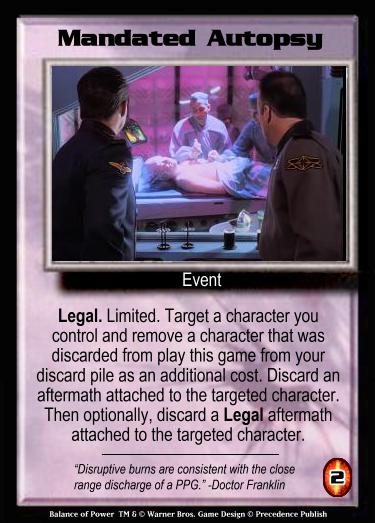 Mandated Autopsy
Event
Legal. Limited. Target a character you
control and remove a character that was
discarded from play this game from your
discard pile as an additional cost. Discard an
aftermath attached to the targeted character.
Then optionally, discard a Legal aftermath
attached to the targeted character.
“Disruptive burns are consistent with the close
range discharge of a PPG.” -Doctor Franklin
2
Balance of Power TM & © Warner Bros. Game Design © Precedence Publish